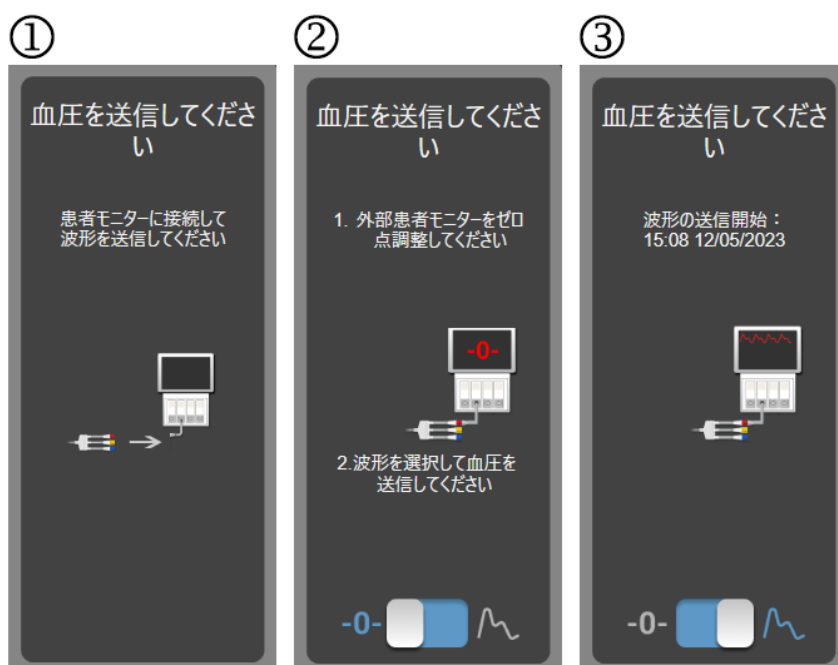 ①
血圧を送信してくださ
い
患者モニターに接続して
波形を送信してください
②
血圧を送信してくださ
い
1. 外部患者モニターをゼロ
点調整してください
-0-
2.波形を選択して血圧を
送信してください
-0-
③
血圧を送信してくださ
い
波形の送信開始：
15:08 12/05/2023
-0-